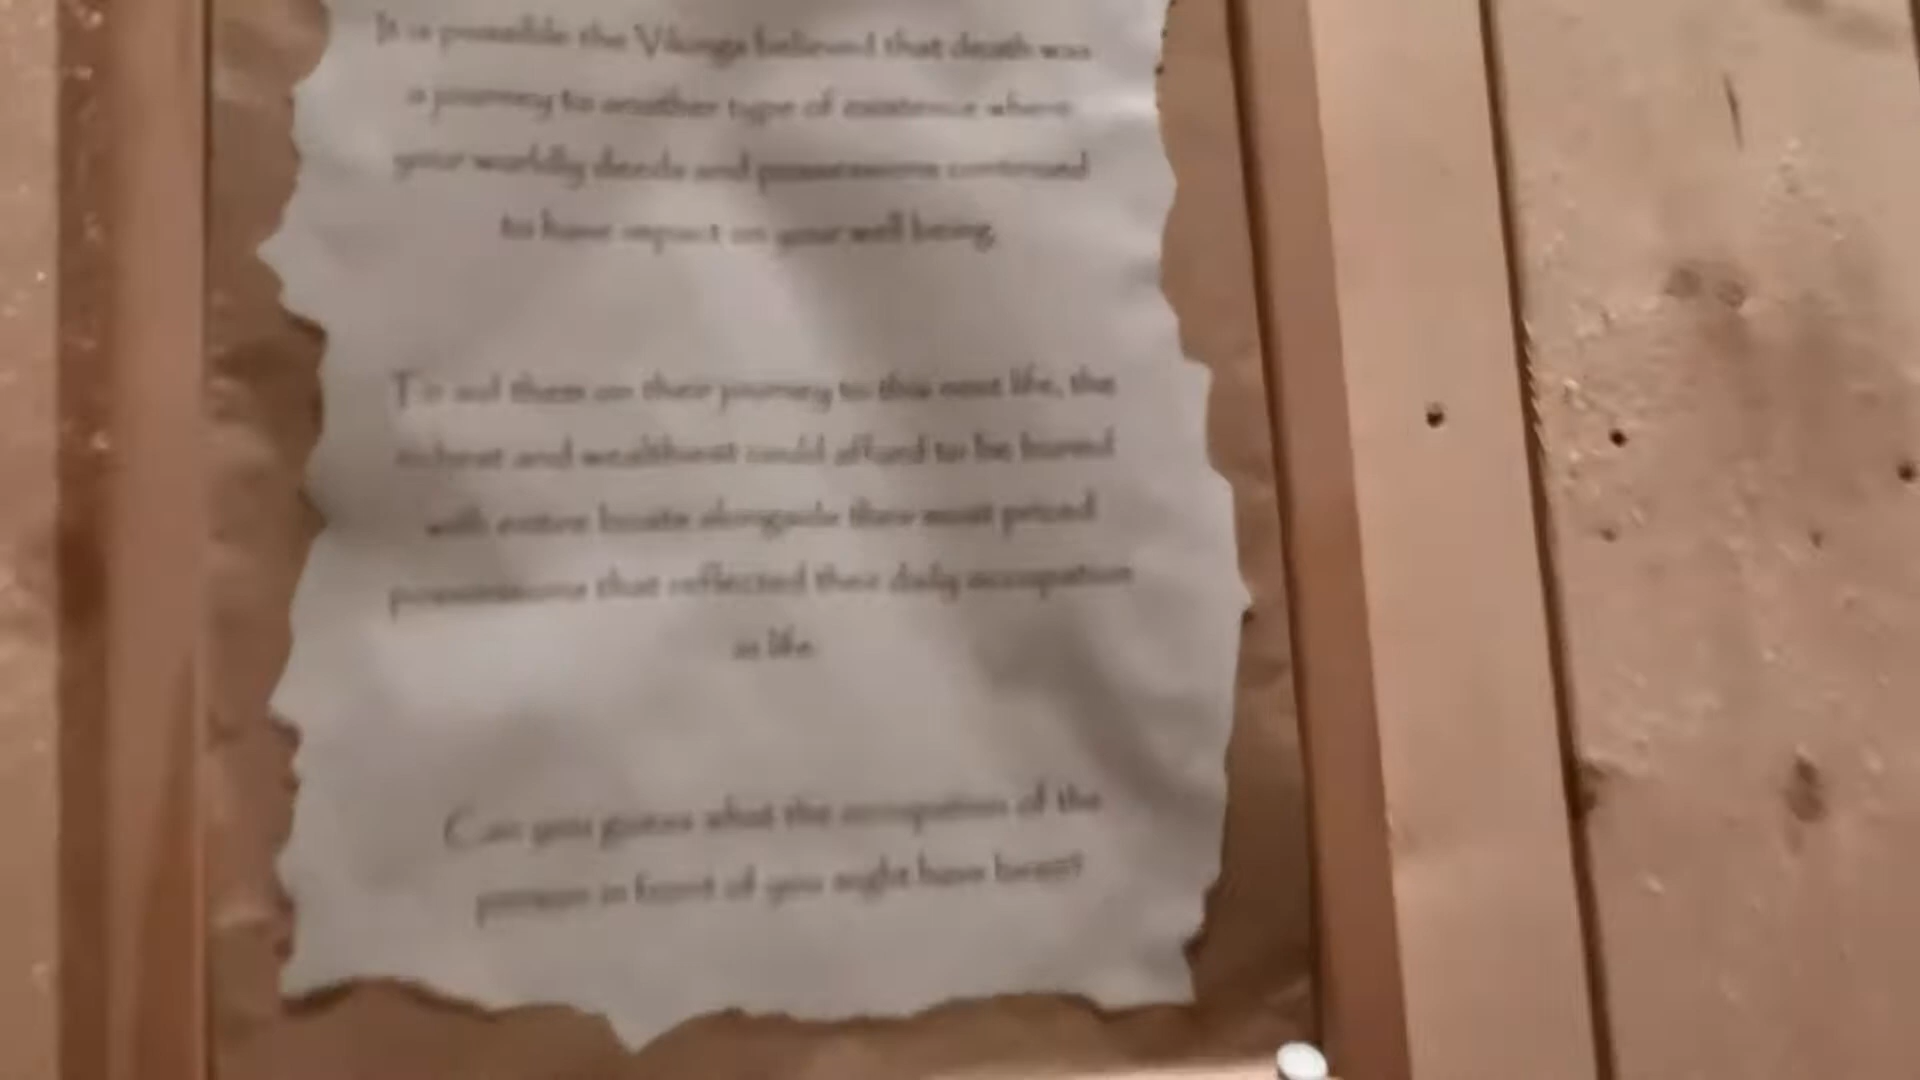 It is possible the Vikings believed that death was
a journey to another type of existence where
your worldly deeds and possessions continued
to have impact on your well being.
To aid them on their journey to this next life, the
richest and wealthiest could afford to be buried
with entire boats alongside their most prized
possessions that reflected their daily occupation
in life.
Can you guess what the occupation of the
person in front of you might have been?